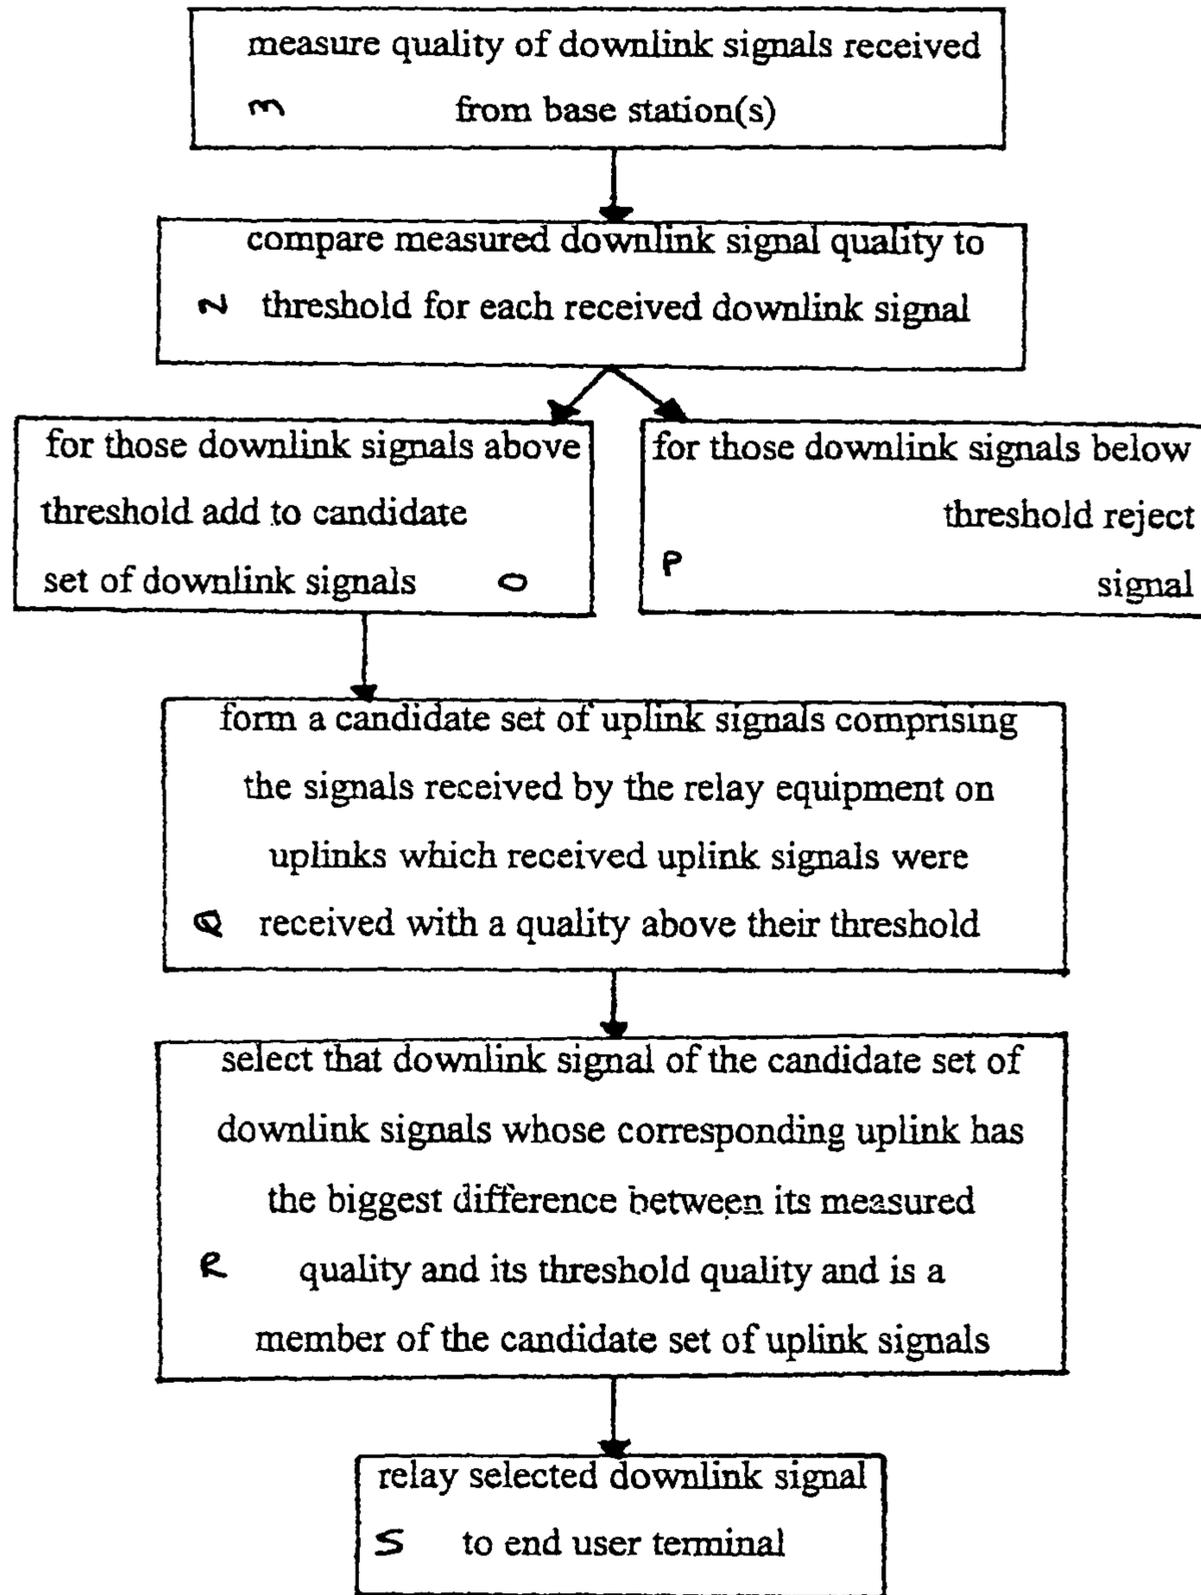 measure quality of downlink signals received
m from base station(s)
compare measured downlink signal quality to
N threshold for each received downlink signal
for those downlink signals above
threshold add to candidate
set of downlink signals O
for those downlink signals below
threshold reject
P
signal
form a candidate set of uplink signals comprising
the signals received by the relay equipment on
uplinks which received uplink signals were
Q received with a quality above their threshold
select that downlink signal of the candidate set of
downlink signals whose corresponding uplink has
the biggest difference between its measured
R quality and its threshold quality and is a
member of the candidate set of uplink signals
relay selected downlink signal
S to end user terminal